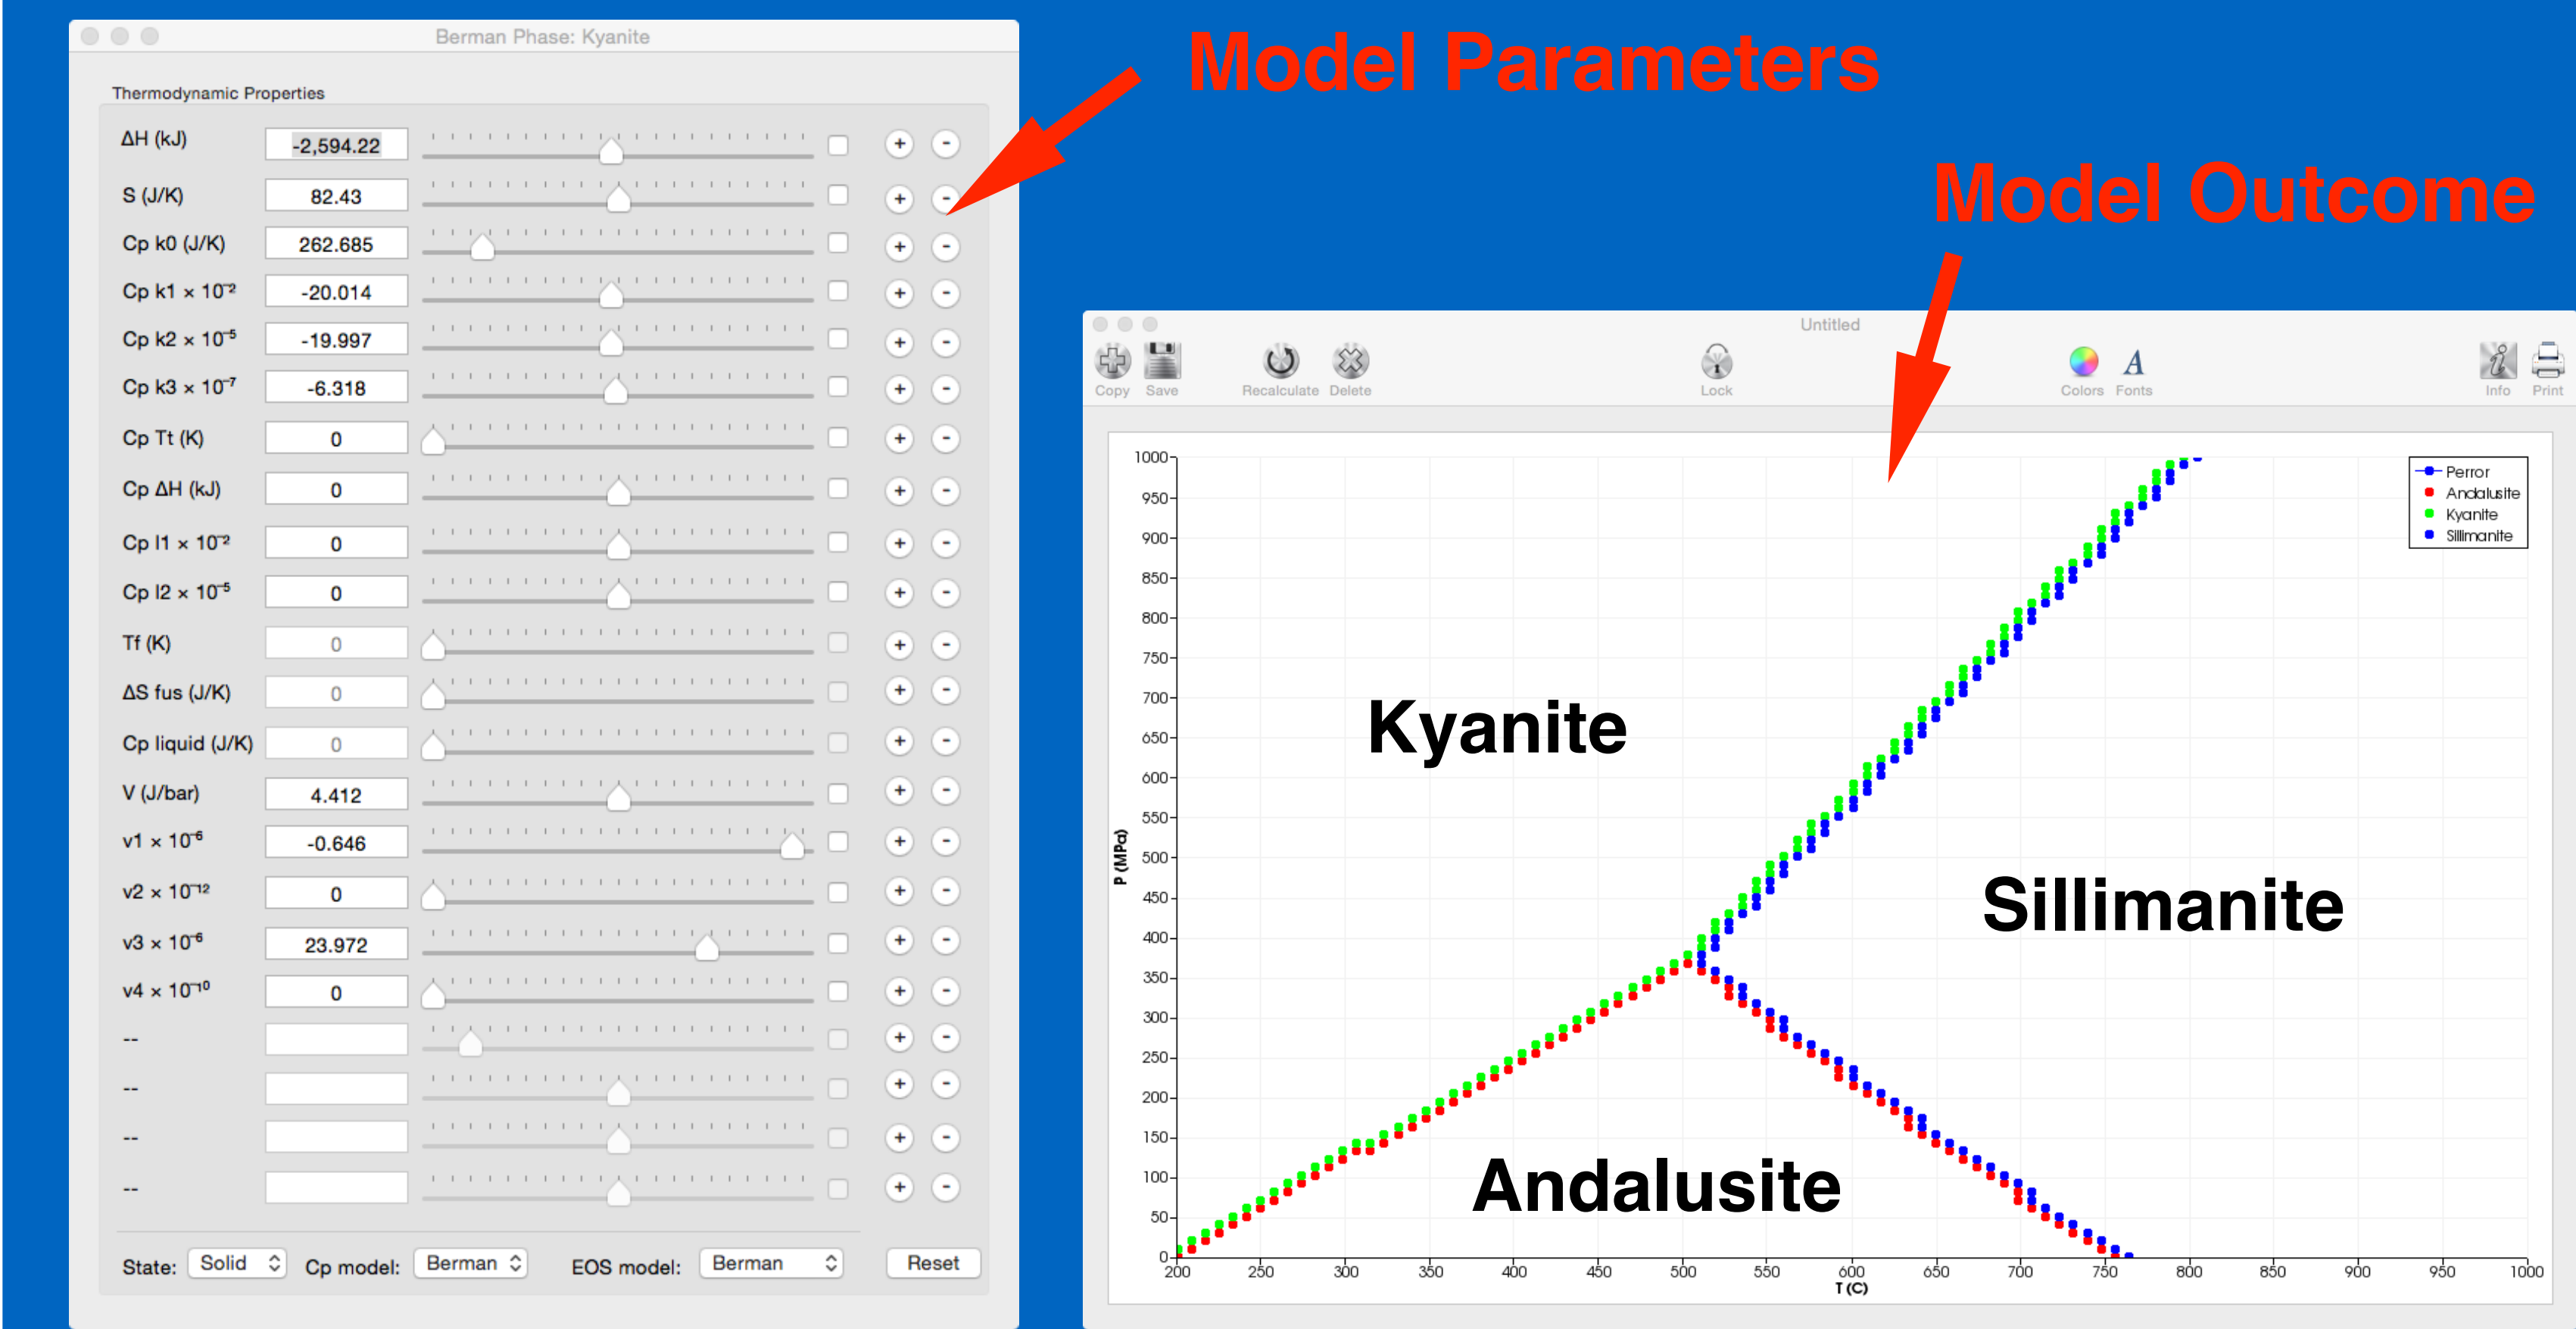 Model Parameters
Model Outcome
Berman Phase: Kyanite
Thermodynamic Properties
ΔH (kJ) -2,594.22 + -
S (J/K) 82.43 + -
Cp k0 (J/K) 262.685 + -
Cp k1 × 10⁻² -20.014 + -
Cp k2 × 10⁻⁵ -19.997 + -
Cp k3 × 10⁻⁷ -6.318 + -
Cp Tt (K) 0 + -
Cp ΔH (kJ) 0 + -
Cp l1 × 10⁻² 0 + -
Cp l2 × 10⁻⁵ 0 + -
Tf (K) 0 + -
ΔS fus (J/K) 0 + -
Cp liquid (J/K) 0 + -
V (J/bar) 4.412 + -
v1 × 10⁻⁶ -0.646 + -
v2 × 10⁻¹² 0 + -
v3 × 10⁻⁶ 23.972 + -
v4 × 10⁻¹⁰ 0 + -
-- + -
-- + -
-- + -
-- + -
State: Solid Cp model: Berman EOS model: Berman Reset
Untitled
Copy Save Recalculate Delete Lock Colors Fonts Info Print
Perror
Andalusite
Kyanite
Sillimanite
1000
950
900
850
800
750
700
650
600
550
500
450
400
350
300
250
200
150
100
50
0
P (MPa)
Kyanite
Sillimanite
Andalusite
200 250 300 350 400 450 500 550 600 650 700 750 800 850 900 950 1000
T (C)